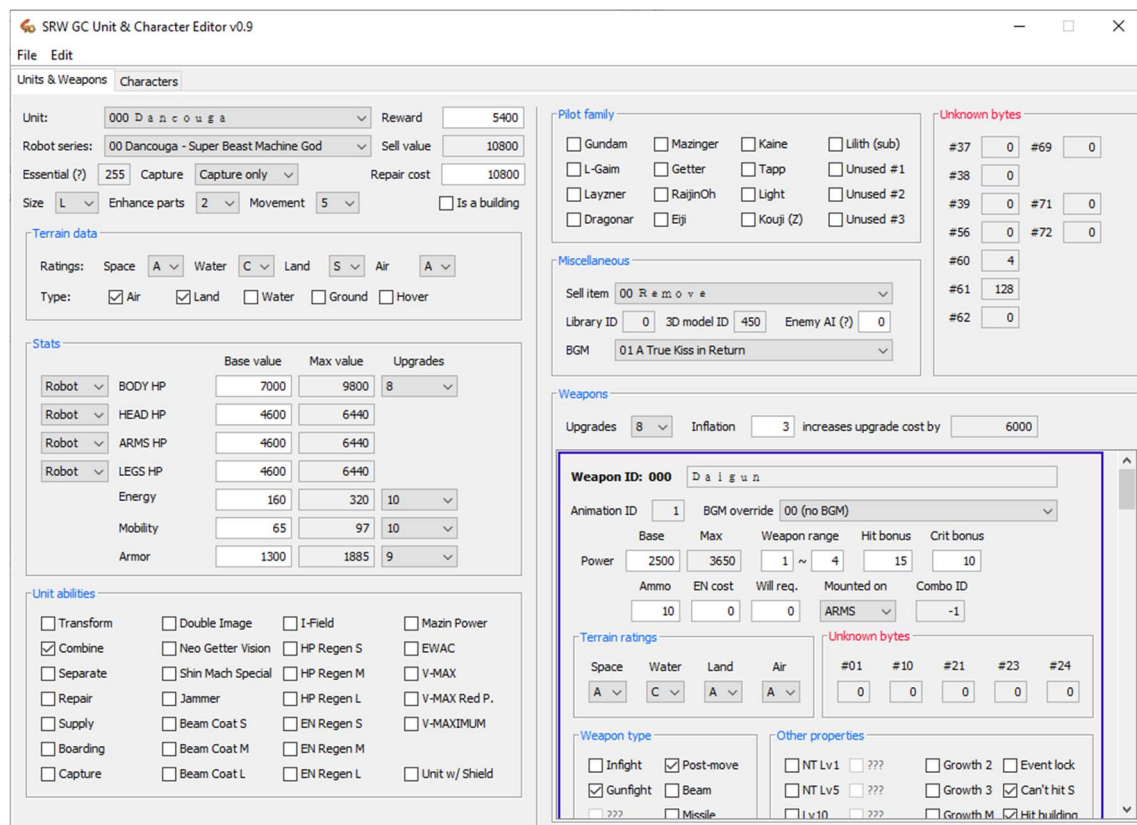 SRW GC Unit & Character Editor v0.9
File Edit
Units & Weapons Characters
Unit: 000 Dancouga Reward 5400
Robot series: 00 Dancouga - Super Beast Machine God Sell value 10800
Essential (?) 255 Capture Capture only Repair cost 10800
Size L Enhance parts 2 Movement 5 Is a building
Terrain data
Ratings: Space A Water C Land S Air A
Type: Air Land Water Ground Hover
Stats
Base value Max value Upgrades
Robot BODY HP 7000 9800 8
Robot HEAD HP 4600 6440
Robot ARMS HP 4600 6440
Robot LEGS HP 4600 6440
Energy 160 320 10
Mobility 65 97 10
Armor 1300 1885 9
Unit abilities
Transform Double Image I-Field Mazin Power
Combine Neo Getter Vision HP Regen S EWAC
Separate Shin Mach Special HP Regen M V-MAX
Repair Jammer HP Regen L V-MAX Red P.
Supply Beam Coat S EN Regen S V-MAXIMUM
Boarding Beam Coat M EN Regen M
Capture Beam Coat L EN Regen L Unit w/ Shield
Pilot family
Gundam Mazinger Kaine Lilith (sub)
L-Gaim Getter Tapp Unused #1
Layzner RaijinOh Light Unused #2
Dragonar Eiji Kouji (Z) Unused #3
Miscellaneous
Sell item 00 Remove
Library ID 0 3D model ID 450 Enemy AI (?) 0
BGM 01 A True Kiss in Return
Unknown bytes
#37 0 #69 0
#38 0
#39 0 #71 0
#56 0 #72 0
#60 4
#61 128
#62 0
Weapons
Upgrades 8 Inflation 3 increases upgrade cost by 6000
Weapon ID: 000 Daigun
Animation ID 1 BGM override 00 (no BGM)
Base Max Weapon range Hit bonus Crit bonus
Power 2500 3650 1 ~ 4 15 10
Ammo EN cost Will req. Mounted on Combo ID
10 0 0 ARMS -1
Terrain ratings
Space Water Land Air
A C A A
Unknown bytes
#01 #10 #21 #23 #24
0 0 0 0 0
Weapon type
Infight Post-move
Gunfight Beam
??? Missile
Other properties
NT Lv1 ??? Growth 2 Event lock
NT Lv5 ??? Growth 3 Can't hit S
Lv10 ??? Growth M Hit building